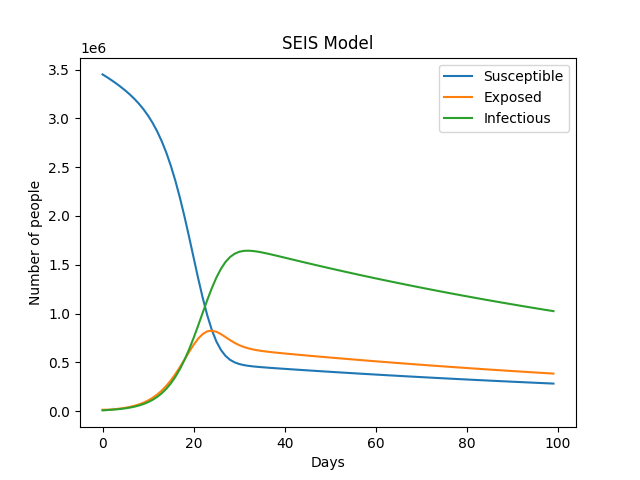 SEIS Model
1e6
Susceptible
Exposed
Infectious
3.5
3.0
2.5
2.0
1.5
1.0
0.5
0.0
Number of people
0 20 40 60 80 100
Days